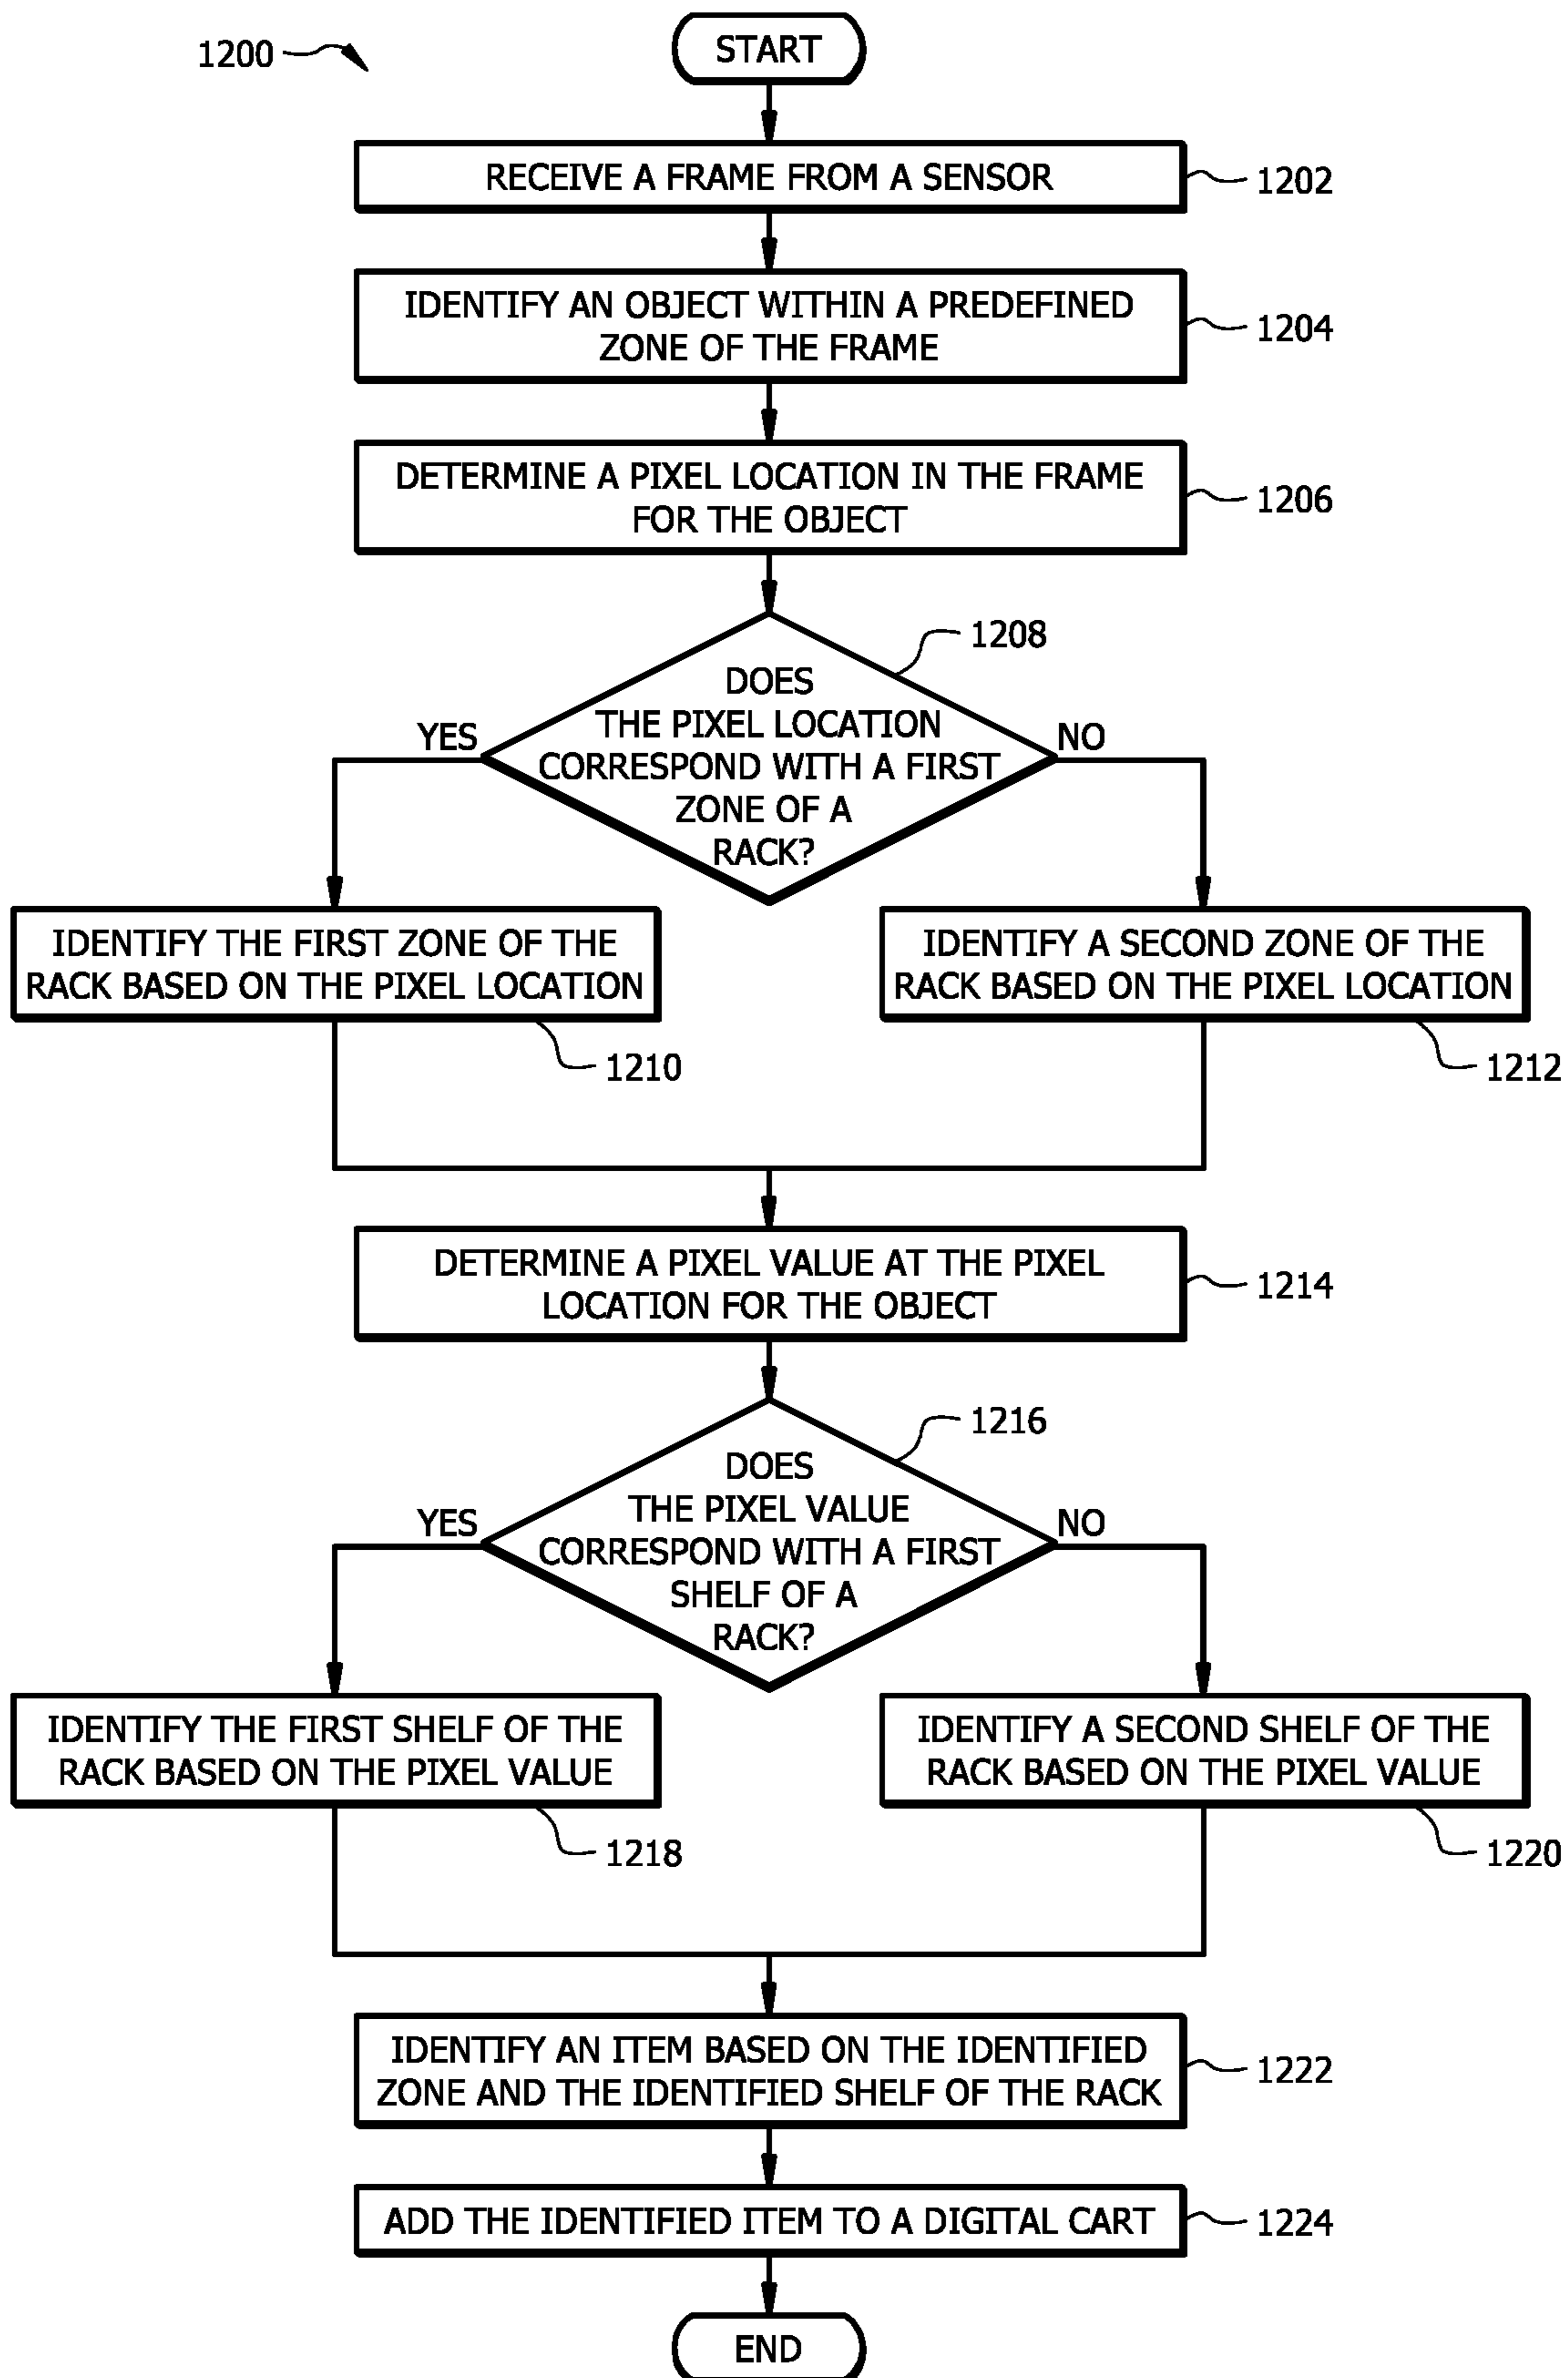 1200
START
RECEIVE A FRAME FROM A SENSOR
1202
IDENTIFY AN OBJECT WITHIN A PREDEFINED
ZONE OF THE FRAME
1204
DETERMINE A PIXEL LOCATION IN THE FRAME
FOR THE OBJECT
1206
1208
DOES
THE PIXEL LOCATION
CORRESPOND WITH A FIRST
ZONE OF A
RACK?
YES
NO
IDENTIFY THE FIRST ZONE OF THE
RACK BASED ON THE PIXEL LOCATION
1210
IDENTIFY A SECOND ZONE OF THE
RACK BASED ON THE PIXEL LOCATION
1212
DETERMINE A PIXEL VALUE AT THE PIXEL
LOCATION FOR THE OBJECT
1214
1216
DOES
THE PIXEL VALUE
CORRESPOND WITH A FIRST
SHELF OF A
RACK?
YES
NO
IDENTIFY THE FIRST SHELF OF THE
RACK BASED ON THE PIXEL VALUE
1218
IDENTIFY A SECOND SHELF OF THE
RACK BASED ON THE PIXEL VALUE
1220
IDENTIFY AN ITEM BASED ON THE IDENTIFIED
ZONE AND THE IDENTIFIED SHELF OF THE RACK
1222
ADD THE IDENTIFIED ITEM TO A DIGITAL CART
1224
END